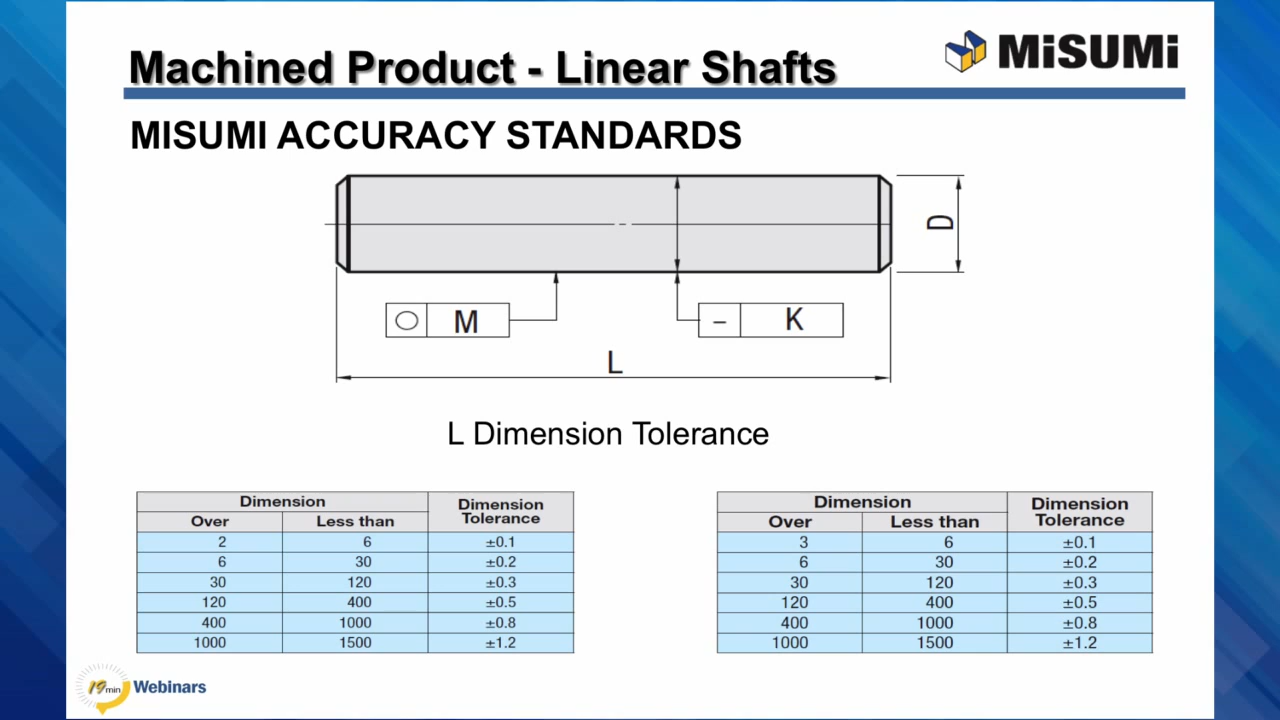 Machined Product - Linear Shafts
MiSUMi
MISUMI ACCURACY STANDARDS
D
M
– K
L
L Dimension Tolerance
Dimension Dimension Tolerance
Over Less than
2 6 ±0.1
6 30 ±0.2
30 120 ±0.3
120 400 ±0.5
400 1000 ±0.8
1000 1500 ±1.2
Dimension Dimension Tolerance
Over Less than
3 6 ±0.1
6 30 ±0.2
30 120 ±0.3
120 400 ±0.5
400 1000 ±0.8
1000 1500 ±1.2
19min Webinars